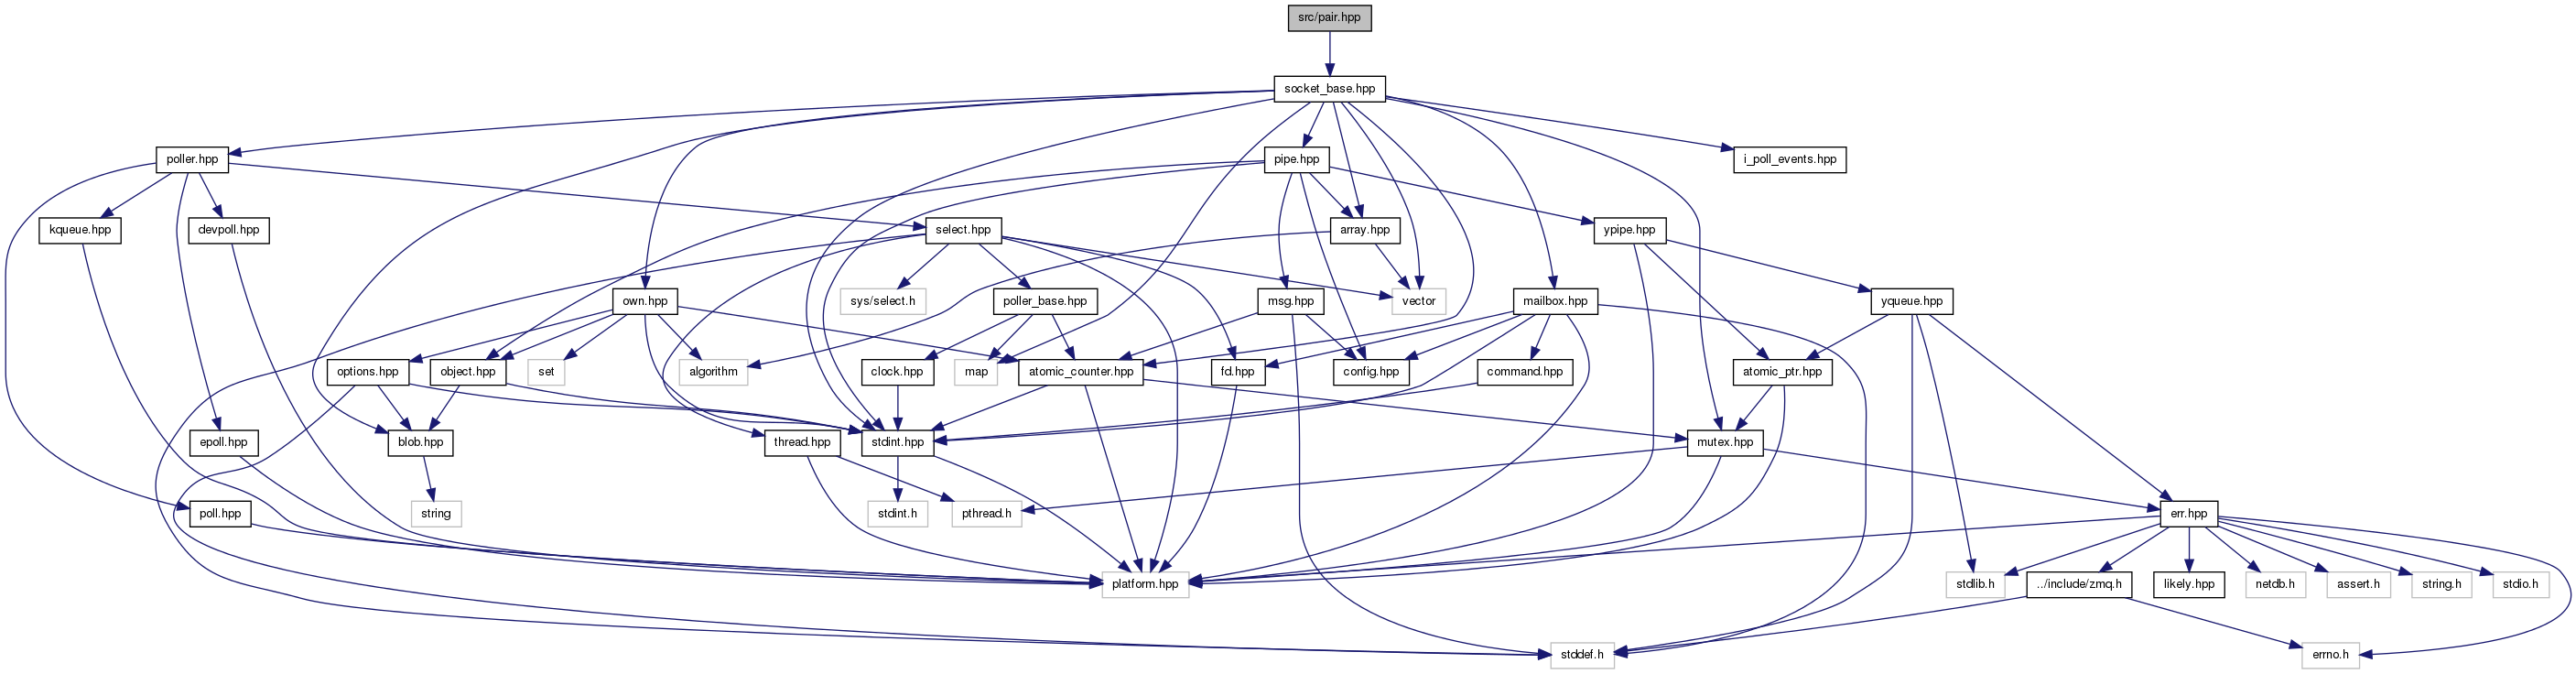 src/pair.hpp
socket_base.hpp
poller.hpp
pipe.hpp
i_poll_events.hpp
kqueue.hpp
devpoll.hpp
select.hpp
array.hpp
ypipe.hpp
own.hpp
sys/select.h
poller_base.hpp
msg.hpp
vector
mailbox.hpp
yqueue.hpp
options.hpp
object.hpp
set
algorithm
clock.hpp
map
atomic_counter.hpp
fd.hpp
config.hpp
command.hpp
atomic_ptr.hpp
epoll.hpp
blob.hpp
thread.hpp
stdint.hpp
mutex.hpp
poll.hpp
string
stdint.h
pthread.h
err.hpp
platform.hpp
stdlib.h
../include/zmq.h
likely.hpp
netdb.h
assert.h
string.h
stdio.h
stddef.h
errno.h